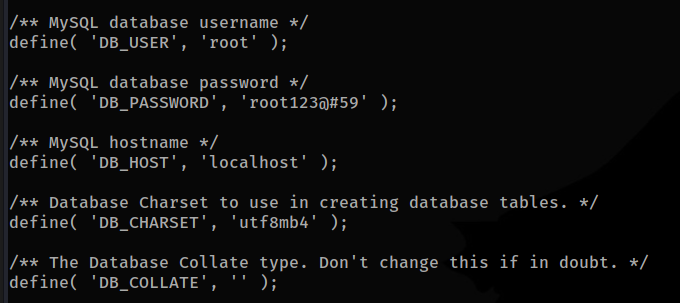 /** MySQL database username */
define( 'DB_USER', 'root' );
/** MySQL database password */
define( 'DB_PASSWORD', 'root123@#59' );
/** MySQL hostname */
define( 'DB_HOST', 'localhost' );
/** Database Charset to use in creating database tables. */
define( 'DB_CHARSET', 'utf8mb4' );
/** The Database Collate type. Don't change this if in doubt. */
define( 'DB_COLLATE', '' );